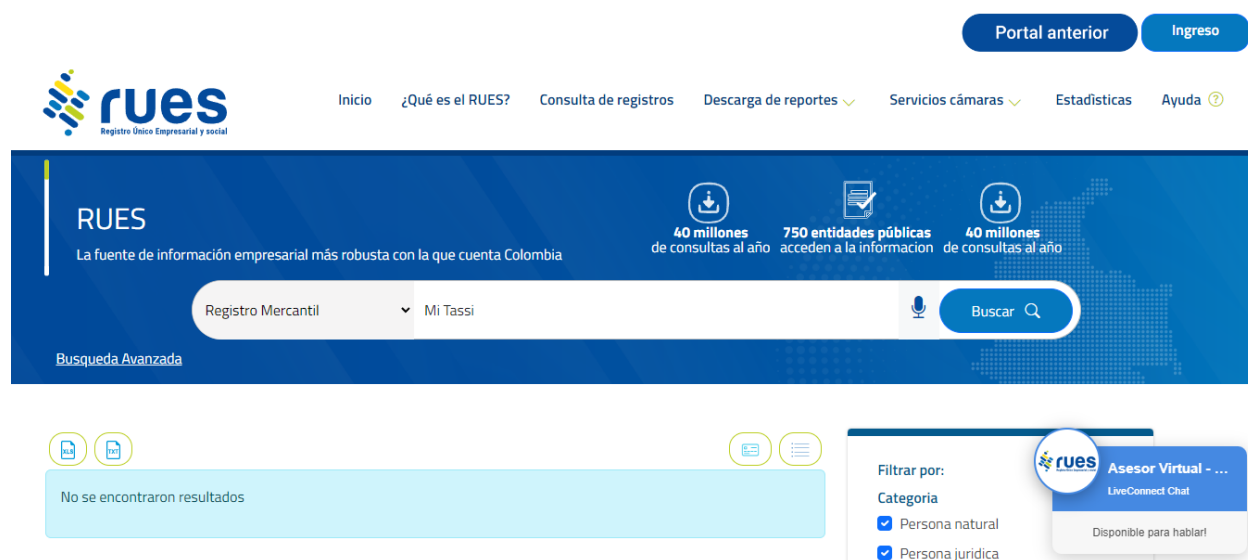 Portal anterior
Ingreso
rues
Registro Único Empresarial y social
Inicio
¿Qué es el RUES?
Consulta de registros
Descarga de reportes
Servicios cámaras
Estadìsticas
Ayuda ?
RUES
La fuente de información empresarial más robusta con la que cuenta Colombia
40 millones
de consultas al año
750 entidades públicas
acceden a la informacion
40 millones
de consultas al año
Registro Mercantil
Mi Tassi
Buscar
Busqueda Avanzada
XLS
TXT
No se encontraron resultados
Filtrar por:
Categoria
Persona natural
Persona juridica
rues
Asesor Virtual - ...
LiveConnect Chat
Disponible para hablar!